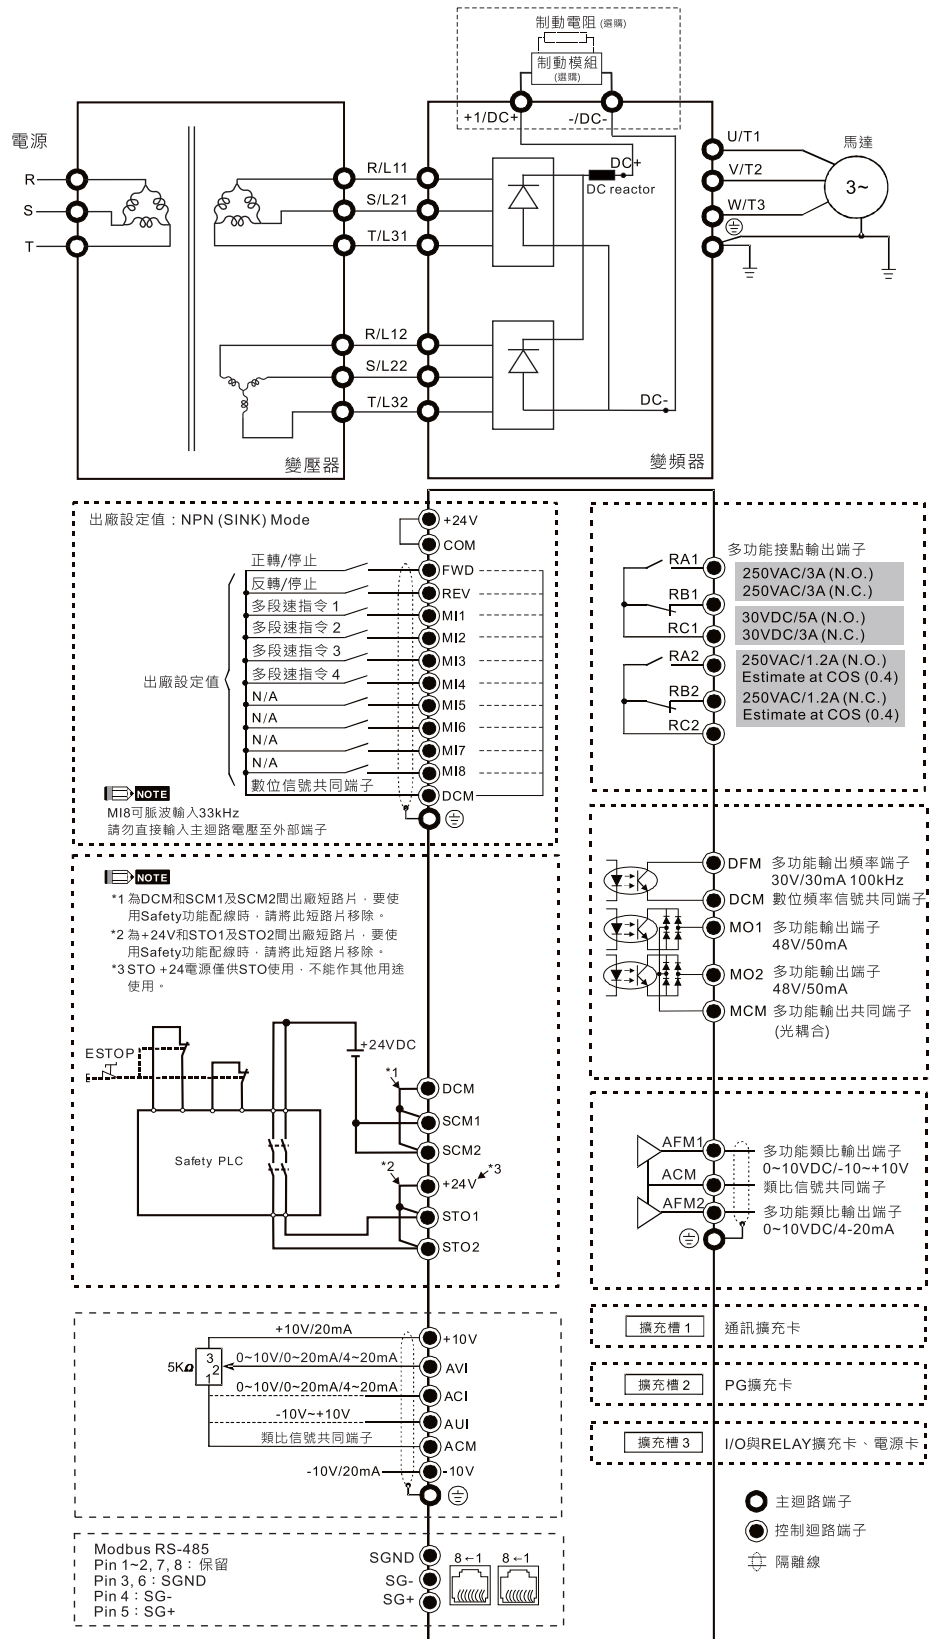 制動電阻 (選購)
制動模組
(選購)
+1/DC+
-/DC-
電源
R
S
T
R/L11
S/L21
T/L31
R/L12
S/L22
T/L32
變壓器
DC+
DC reactor
DC-
變頻器
U/T1
V/T2
W/T3
馬達
3~
出廠設定值：NPN (SINK) Mode
+24V
COM
正轉/停止
FWD
反轉/停止
REV
多段速指令 1
MI1
多段速指令 2
MI2
多段速指令 3
MI3
出廠設定值
多段速指令 4
MI4
N/A
MI5
N/A
MI6
N/A
MI7
N/A
MI8
數位信號共同端子
DCM
NOTE
MI8可脈波輸入33kHz
請勿直接輸入主迴路電壓至外部端子
RA1
RB1
RC1
RA2
RB2
RC2
多功能接點輸出端子
250VAC/3A (N.O.)
250VAC/3A (N.C.)
30VDC/5A (N.O.)
30VDC/3A (N.C.)
250VAC/1.2A (N.O.)
Estimate at COS (0.4)
250VAC/1.2A (N.C.)
Estimate at COS (0.4)
NOTE
*1 為DCM和SCM1及SCM2間出廠短路片，要使
用Safety功能配線時，請將此短路片移除。
*2 為+24V和STO1及STO2間出廠短路片，要使
用Safety功能配線時，請將此短路片移除。
*3 STO +24電源僅供STO使用，不能作其他用途
使用。
ESTOP
+24VDC
Safety PLC
*1
DCM
SCM1
SCM2
*2
+24V
*3
STO1
STO2
DFM 多功能輸出頻率端子
30V/30mA 100kHz
DCM 數位頻率信號共同端子
MO1 多功能輸出端子
48V/50mA
MO2 多功能輸出端子
48V/50mA
MCM 多功能輸出共同端子
(光耦合)
AFM1
多功能類比輸出端子
0~10VDC/-10~+10V
ACM
類比信號共同端子
AFM2
多功能類比輸出端子
0~10VDC/4-20mA
+10V/20mA
+10V
5KΩ
3
2
1
0~10V/0~20mA/4~20mA
AVI
0~10V/0~20mA/4~20mA
ACI
-10V~+10V
AUI
類比信號共同端子
ACM
-10V/20mA
-10V
擴充槽 1 通訊擴充卡
擴充槽 2 PG擴充卡
擴充槽 3 I/O與RELAY擴充卡、電源卡
主迴路端子
控制迴路端子
隔離線
Modbus RS-485
Pin 1~2, 7, 8：保留
Pin 3, 6：SGND
Pin 4：SG-
Pin 5：SG+
SGND
SG-
SG+
8←1
8←1